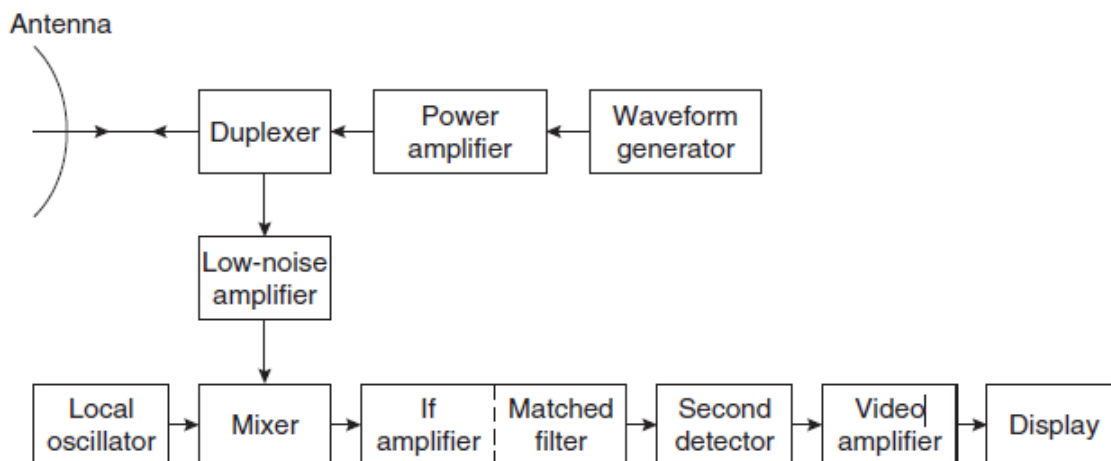 Antenna
Duplexer
Power
amplifier
Waveform
generator
Low-noise
amplifier
Local
oscillator
Mixer
If
amplifier
Matched
filter
Second
detector
Video
amplifier
Display